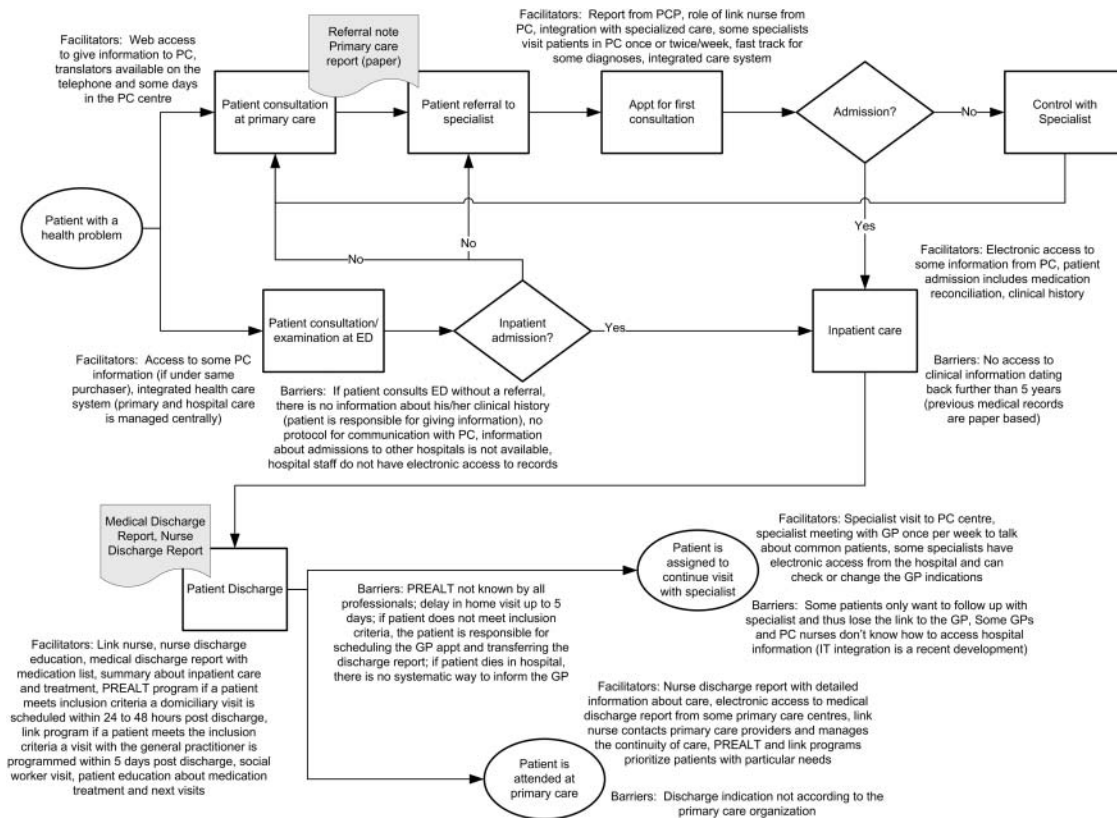 Facilitators: Web access
to give information to PC,
translators available on the
telephone and some days
in the PC centre
Referral note
Primary care
report (paper)
Facilitators: Report from PCP, role of link nurse from
PC, integration with specialized care, some specialists
visit patients in PC once or twice/week, fast track for
some diagnoses, integrated care system
Patient consultation
at primary care
Patient referral to
specialist
Appt for first
consultation
Admission?
No
Control with
Specialist
Patient with a
health problem
No
No
Yes
Facilitators: Electronic access to
some information from PC, patient
admission includes medication
reconciliation, clinical history
Patient consultation/
examination at ED
Inpatient
admission?
Yes
Inpatient care
Facilitators: Access to some PC
information (if under same
purchaser), integrated health care
system (primary and hospital care
is managed centrally)
Barriers: If patient consults ED without a referral,
there is no information about his/her clinical history
(patient is responsible for giving information), no
protocol for communication with PC, information
about admissions to other hospitals is not available,
hospital staff do not have electronic access to records
Barriers: No access to
clinical information dating
back further than 5 years
(previous medical records
are paper based)
Medical Discharge
Report, Nurse
Discharge Report
Patient Discharge
Facilitators: Link nurse, nurse discharge
education, medical discharge report with
medication list, summary about inpatient care
and treatment, PREALT program if a patient
meets inclusion criteria a domiciliary visit is
scheduled within 24 to 48 hours post discharge,
link program if a patient meets the inclusion
criteria a visit with the general practitioner is
programmed within 5 days post discharge, social
worker visit, patient education about medication
treatment and next visits
Barriers: PREALT not known by all
professionals; delay in home visit up to 5
days; if patient does not meet inclusion
criteria, the patient is responsible for
scheduling the GP appt and transferring the
discharge report; if patient dies in hospital,
there is no systematic way to inform the GP
Patient is
assigned to
continue visit
with specialist
Facilitators: Specialist visit to PC centre,
specialist meeting with GP once per week to talk
about common patients, some specialists have
electronic access from the hospital and can
check or change the GP indications
Barriers: Some patients only want to follow up with
specialist and thus lose the link to the GP, Some GPs
and PC nurses don't know how to access hospital
information (IT integration is a recent development)
Facilitators: Nurse discharge report with detailed
information about care, electronic access to medical
discharge report from some primary care centres, link
nurse contacts primary care providers and manages
the continuity of care, PREALT and link programs
prioritize patients with particular needs
Patient is
attended at
primary care
Barriers: Discharge indication not according to the
primary care organization